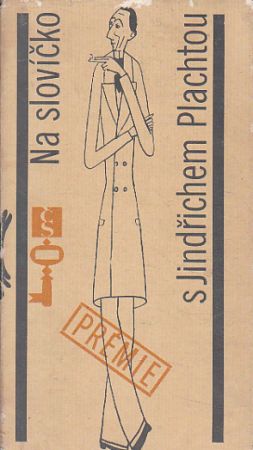 Na slovíčko
s Jindřichem Plachtou
PRÉMIE